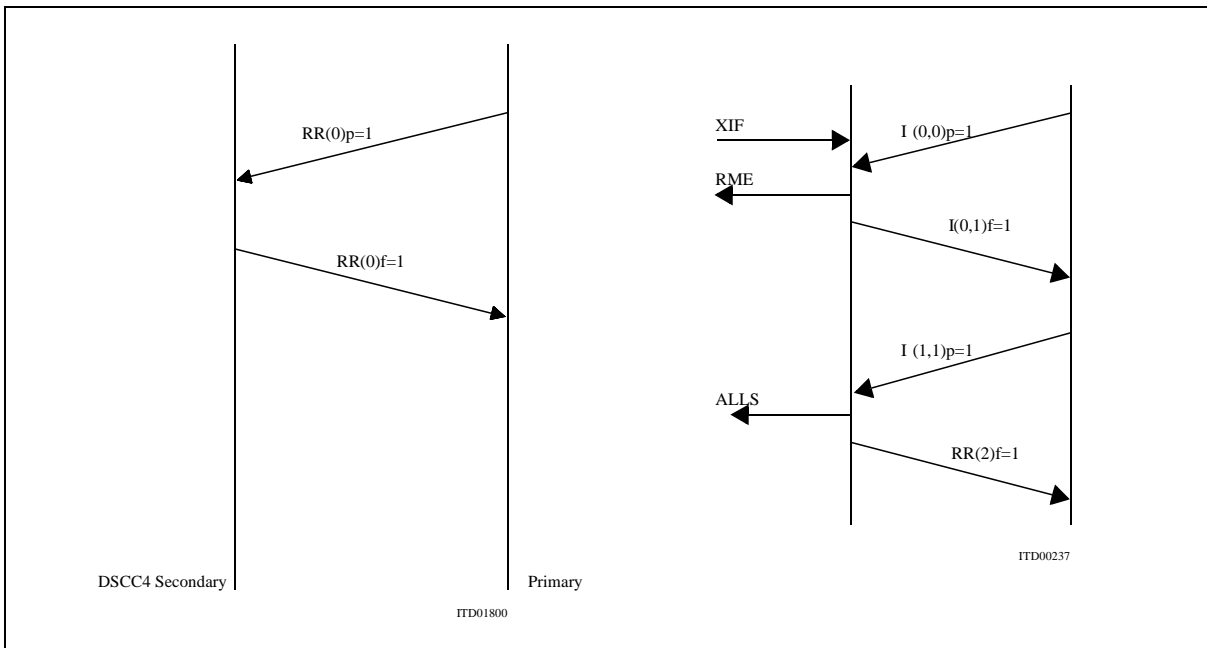 RR(0)p=1
RR(0)f=1
DSCC4 Secondary
Primary
ITD01800
XIF
I (0,0)p=1
RME
I(0,1)f=1
I (1,1)p=1
ALLS
RR(2)f=1
ITD00237